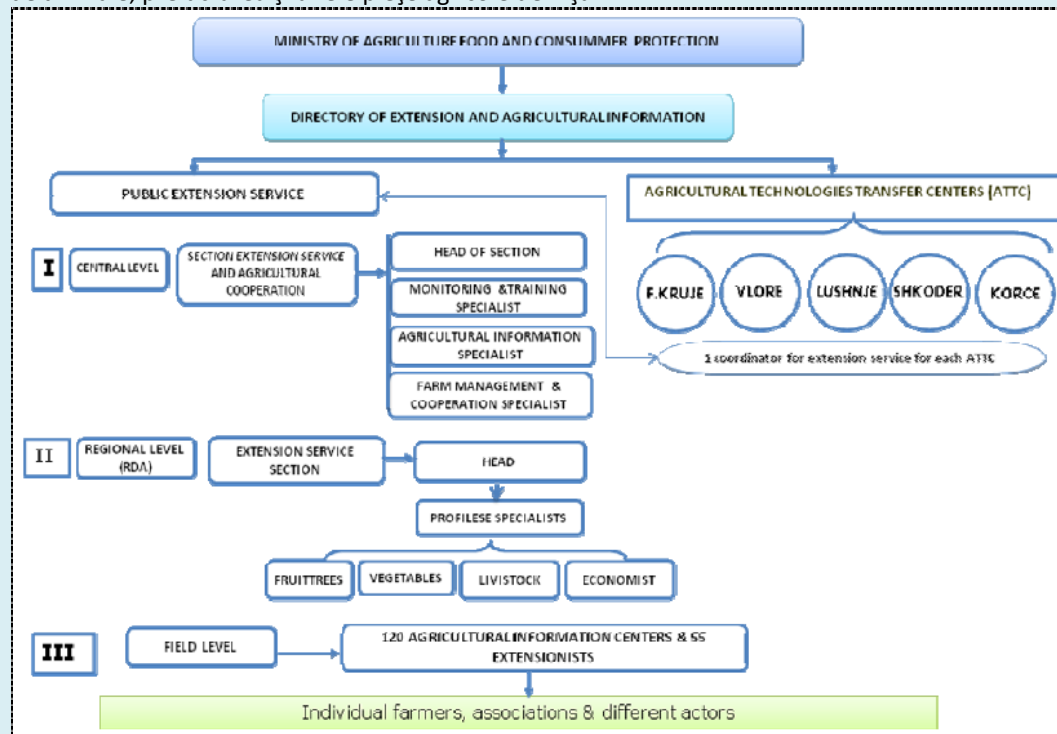 MINISTRY OF AGRICULTURE FOOD AND CONSUMMER PROTECTION
DIRECTORY OF EXTENSION AND AGRICULTURAL INFORMATION
PUBLIC EXTENSION SERVICE
AGRICULTURAL TECHNOLOGIES TRANSFER CENTERS (ATTC)
I
CENTRAL LEVEL
SECTION EXTENSION SERVICE
AND AGRICULTURAL
COOPERATION
HEAD OF SECTION
MONITORING &TRAINING
SPECIALIST
AGRICULTURAL INFORMATION
SPECIALIST
FARM MANAGEMENT &
COOPERATION SPECIALIST
F.KRUJE
VLORE
LUSHNJE
SHKODER
KORCE
1 coordinator for extension service for each ATTC
II
REGIONAL LEVEL
(RDA)
EXTENSION SERVICE
SECTION
HEAD
PROFILESE SPECIALISTS
FRUITTREES
VEGETABLES
LIVISTOCK
ECONOMIST
III
FIELD LEVEL
120 AGRICULTURAL INFORMATION CENTERS & 55
EXTENSIONISTS
Individual farmers, associations & different actors